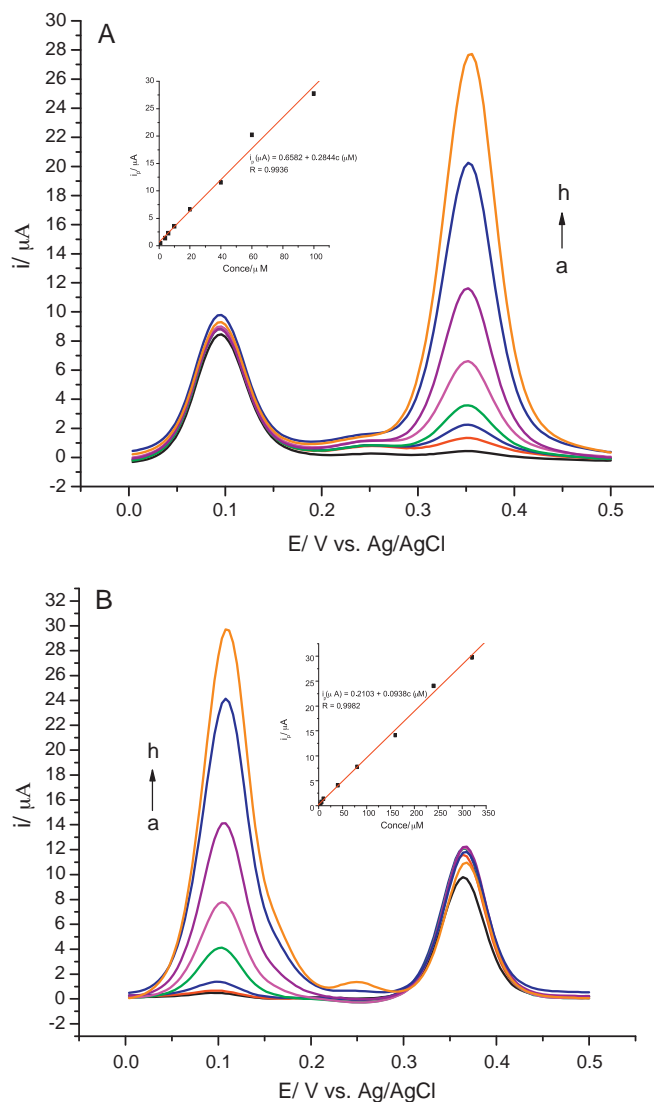 A
30
28
26
24
22
20
18
16
14
12
10
8
6
4
2
0
-2
i/ μA
0.0 0.1 0.2 0.3 0.4 0.5
E/ V vs. Ag/AgCl
h
a
30
25
20
15
10
5
0
i_p/ μA
i_p (μA) = 0.6582 + 0.2844c (μM)
R = 0.9936
0 20 40 60 80 100
Conce/μ M
B
32
30
28
26
24
22
20
18
16
14
12
10
8
6
4
2
0
-2
i/ μA
0.0 0.1 0.2 0.3 0.4 0.5
E/ V vs. Ag/AgCl
h
a
30
25
20
15
10
5
0
i_p/ μA
i_p(μ A) = 0.2103 + 0.0938c (μM)
R = 0.9982
0 50 100 150 200 250 300 350
Conce/μM